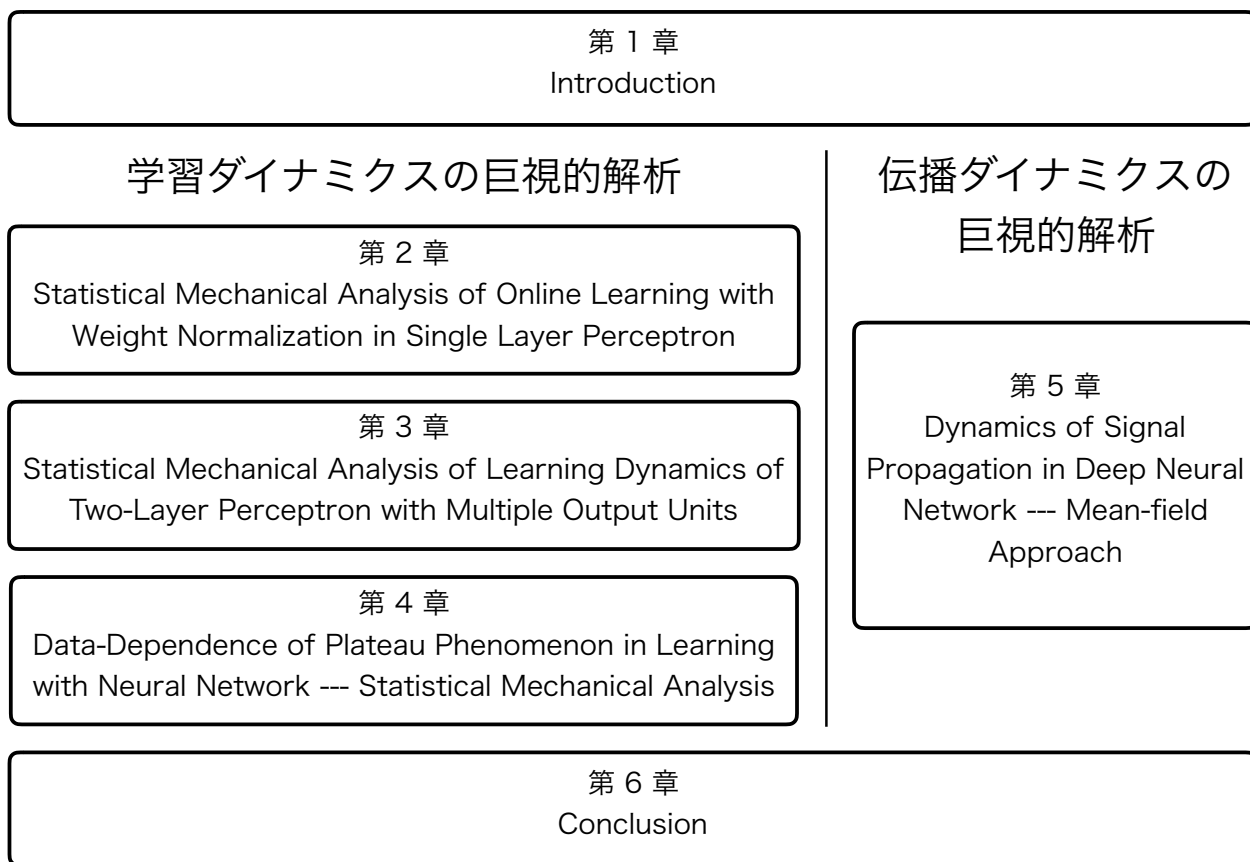 第 1 章
Introduction
学習ダイナミクスの巨視的解析
第 2 章
Statistical Mechanical Analysis of Online Learning with
Weight Normalization in Single Layer Perceptron
第 3 章
Statistical Mechanical Analysis of Learning Dynamics of
Two-Layer Perceptron with Multiple Output Units
第 4 章
Data-Dependence of Plateau Phenomenon in Learning
with Neural Network --- Statistical Mechanical Analysis
伝播ダイナミクスの
巨視的解析
第 5 章
Dynamics of Signal
Propagation in Deep Neural
Network --- Mean-field
Approach
第 6 章
Conclusion